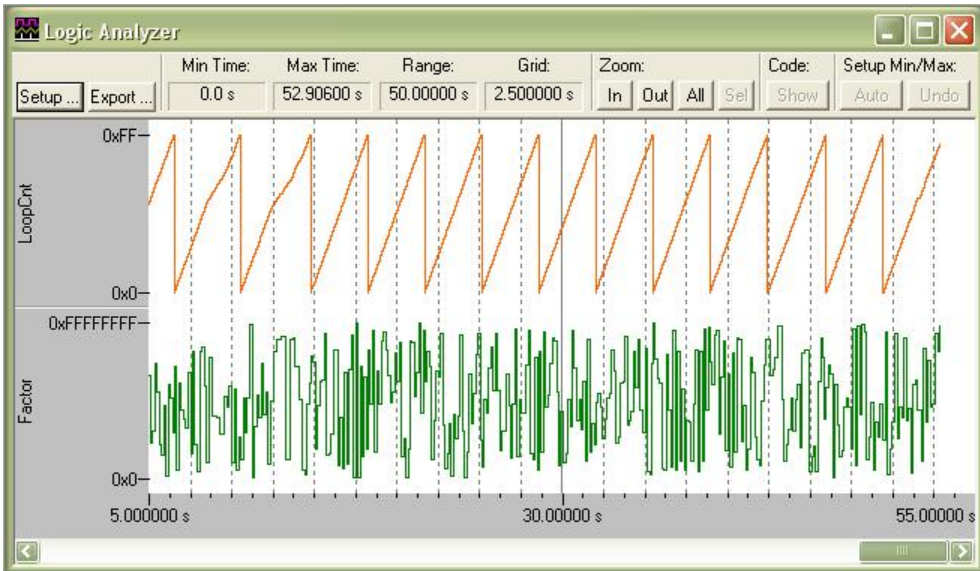 Logic Analyzer
Min Time: Max Time: Range: Grid: Zoom: Code: Setup Min/Max:
Setup ... Export ... 0.0 s 52.90600 s 50.00000 s 2.500000 s In Out All Sel Show Auto Undo
0xFF
LoopCnt
0x0
0xFFFFFFFF
Factor
0x0
5.000000 s 30.00000 s 55.00000 s